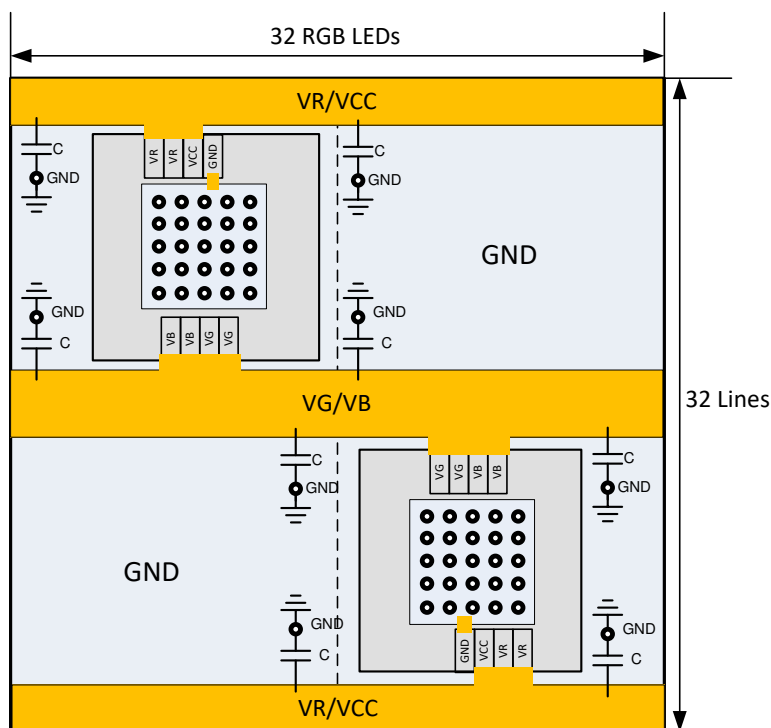 32 RGB LEDs
VR/VCC
C
GND
VR
VR
VCC
GND
C
GND
GND
GND
C
VB
VB
VG
VG
GND
C
VG/VB
32 Lines
C
GND
VG
VG
VB
VB
C
GND
GND
GND
C
GND
VCC
VR
VR
GND
C
VR/VCC